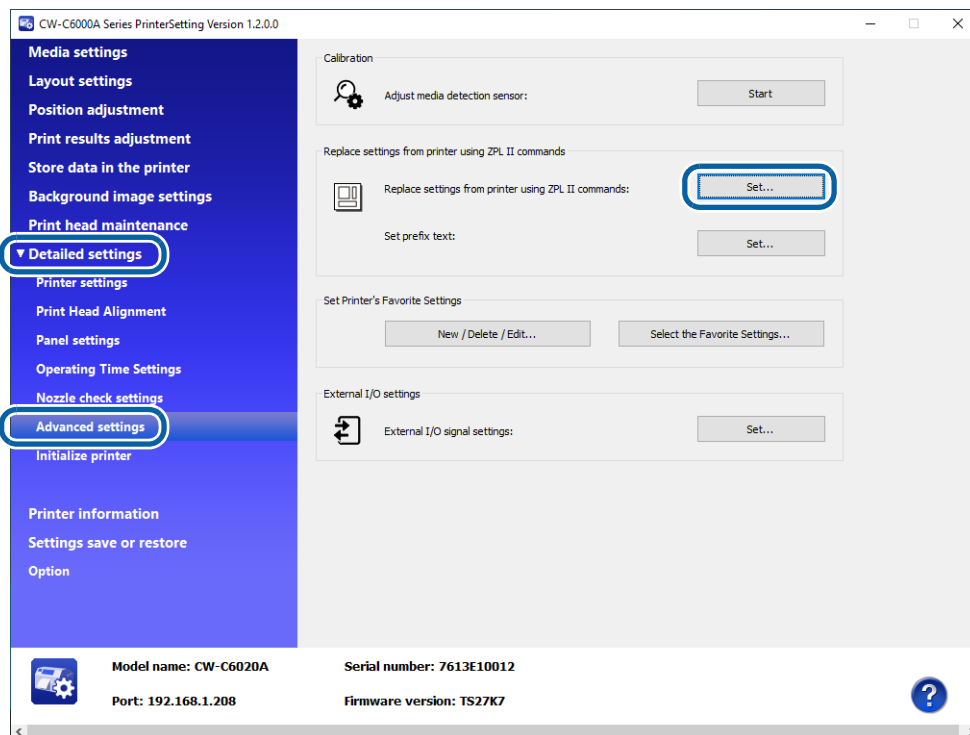 CW-C6000A Series PrinterSetting Version 1.2.0.0
Media settings
Layout settings
Position adjustment
Print results adjustment
Store data in the printer
Background image settings
Print head maintenance
▼ Detailed settings
Printer settings
Print Head Alignment
Panel settings
Operating Time Settings
Nozzle check settings
Advanced settings
Initialize printer
Printer information
Settings save or restore
Option
Calibration
Adjust media detection sensor:
Start
Replace settings from printer using ZPL II commands
Replace settings from printer using ZPL II commands:
Set...
Set prefix text:
Set...
Set Printer's Favorite Settings
New / Delete / Edit...
Select the Favorite Settings...
External I/O settings
External I/O signal settings:
Set...
Model name: CW-C6020A
Serial number: 7613E10012
Port: 192.168.1.208
Firmware version: TS27K7
?